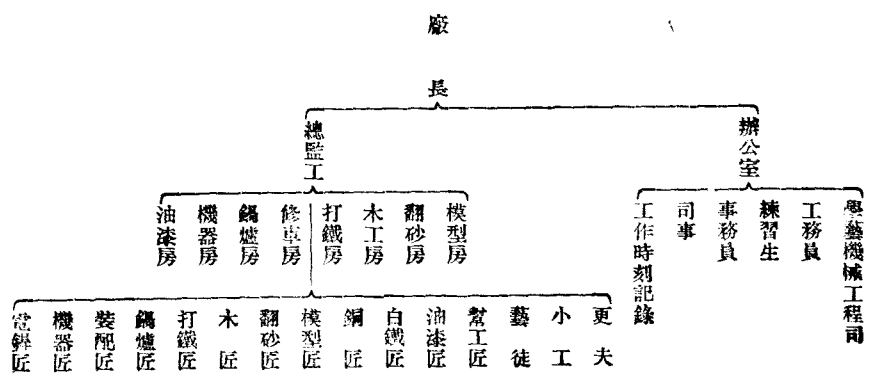 廠長
辦公室
總監工
學藝機械工程司
工務員
練習生
事務員
司事
工作時刻記錄
模型房
翻砂房
木工房
打鐵房
修車房
鍋爐房
機器房
油漆房
更夫
小工
藝徒
幫工匠
油漆匠
白鐵匠
銅匠
模型匠
翻砂匠
木匠
打鐵匠
鍋爐匠
裝配匠
機器匠
電銲匠